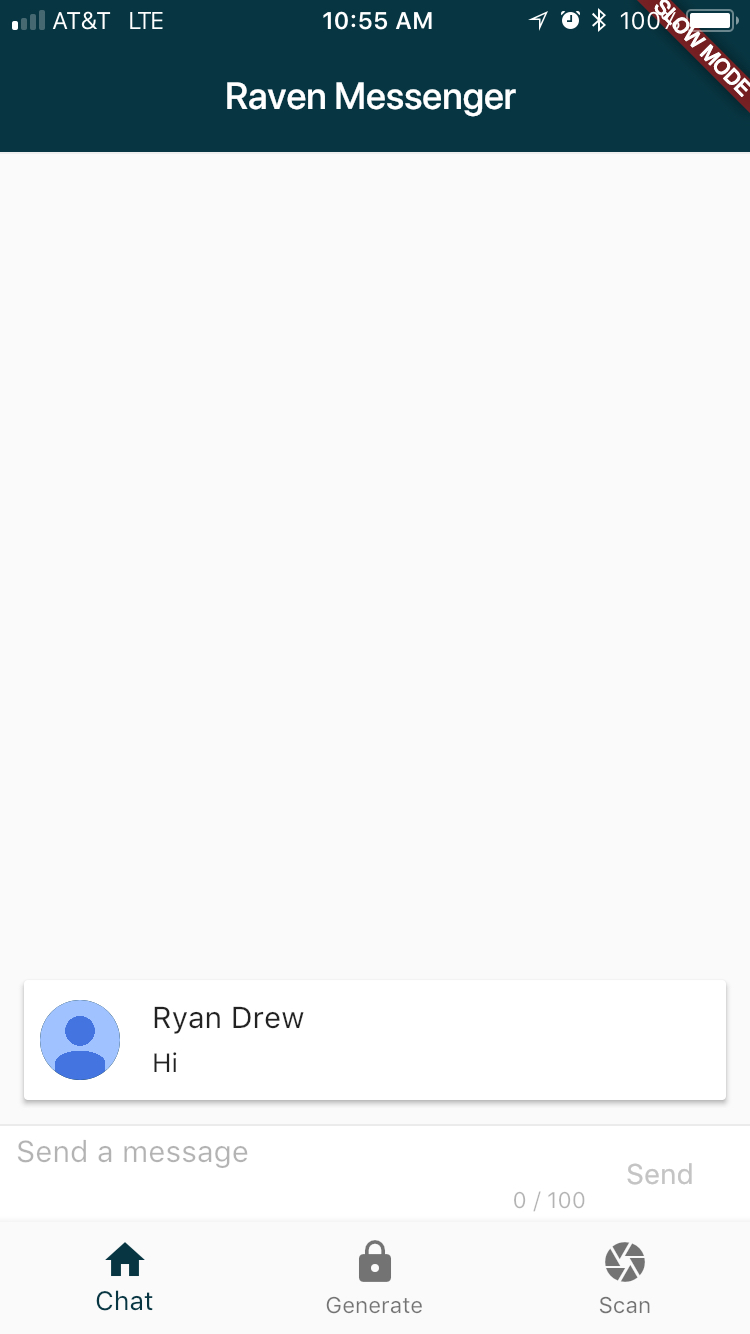 AT&T LTE 10:55 AM 100%
SLOW MODE
Raven Messenger
Ryan Drew
Hi
Send a message
Send
0 / 100
Chat Generate Scan